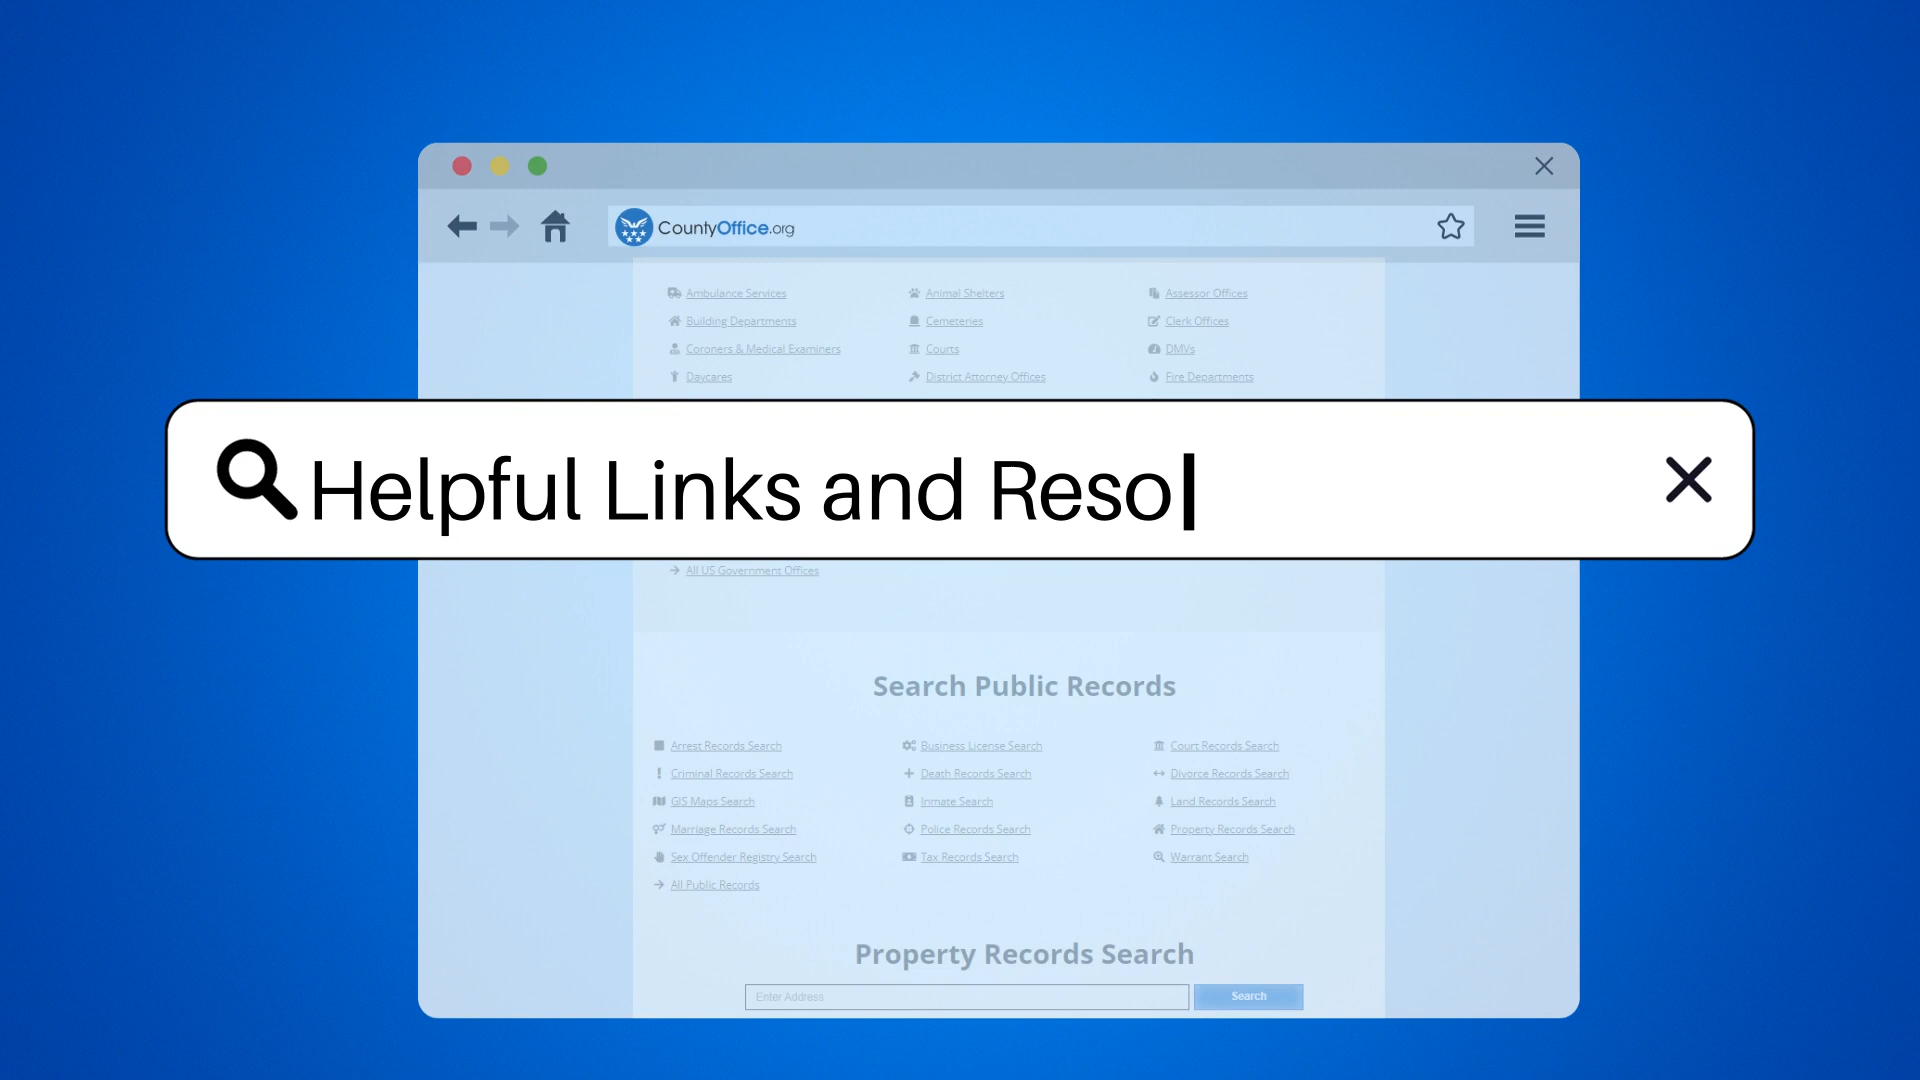 CountyOffice.org
Ambulance Services Animal Shelters Assessor Offices
Building Departments Cemeteries Clerk Offices
Coroners & Medical Examiners Courts DMVs
Daycares District Attorney Offices Fire Departments
Helpful Links and Reso
All US Government Offices
Search Public Records
Arrest Records Search Business License Search Court Records Search
Criminal Records Search Death Records Search Divorce Records Search
GIS Maps Search Inmate Search Land Records Search
Marriage Records Search Police Records Search Property Records Search
Sex Offender Registry Search Tax Records Search Warrant Search
All Public Records
Property Records Search
Enter Address Search